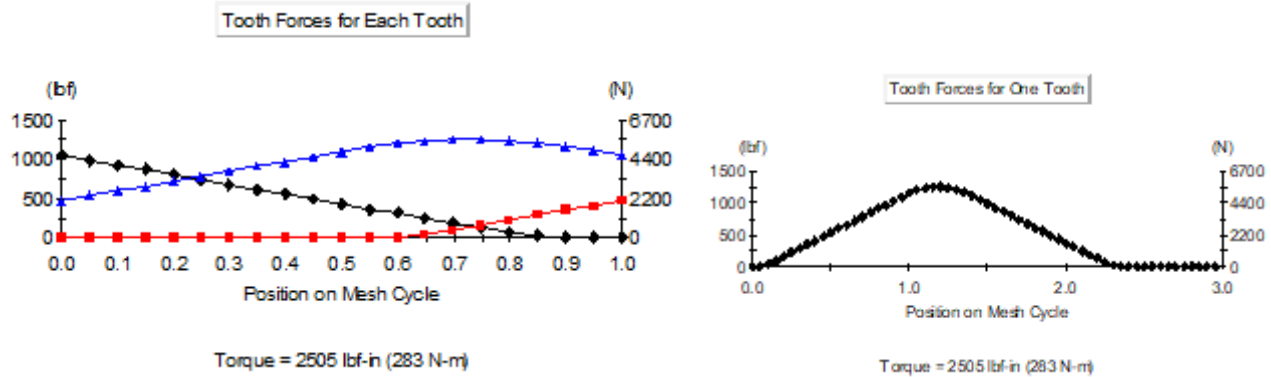 Tooth Forces for Each Tooth
(lbf) (N)
1500 6700
1000 4400
500 2200
0 0
0.0 0.1 0.2 0.3 0.4 0.5 0.6 0.7 0.8 0.9 1.0
Position on Mesh Cycle
Torque = 2505 lbf-in (283 N-m)
Tooth Forces for One Tooth
(lbf) (N)
1500 6700
1000 4400
500 2200
0 0
0.0 1.0 2.0 3.0
Position on Mesh Cycle
Torque = 2505 lbf-in (283 N-m)